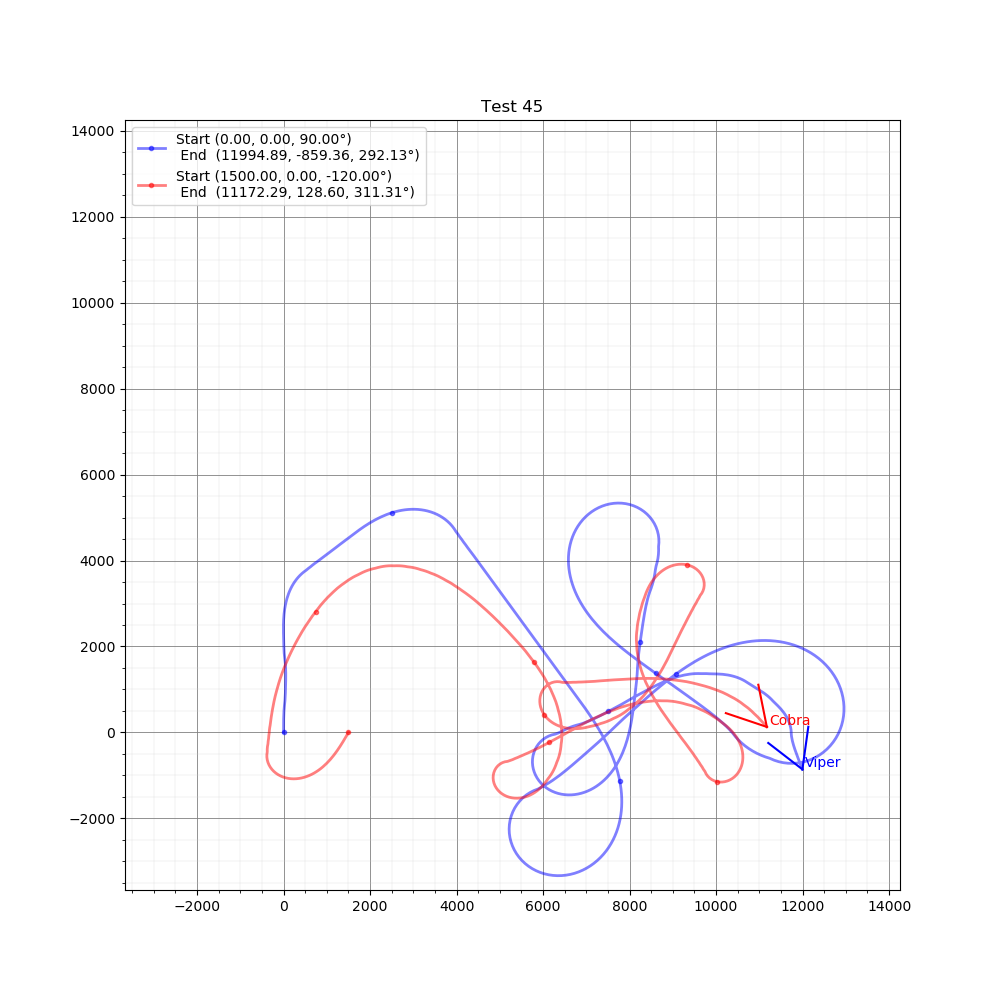 Test 45
Start (0.00, 0.00, 90.00°)
End  (11994.89, -859.36, 292.13°)
Start (1500.00, 0.00, -120.00°)
End  (11172.29, 128.60, 311.31°)
14000
12000
10000
8000
6000
4000
2000
0
−2000
Cobra
Viper
−2000 0 2000 4000 6000 8000 10000 12000 14000